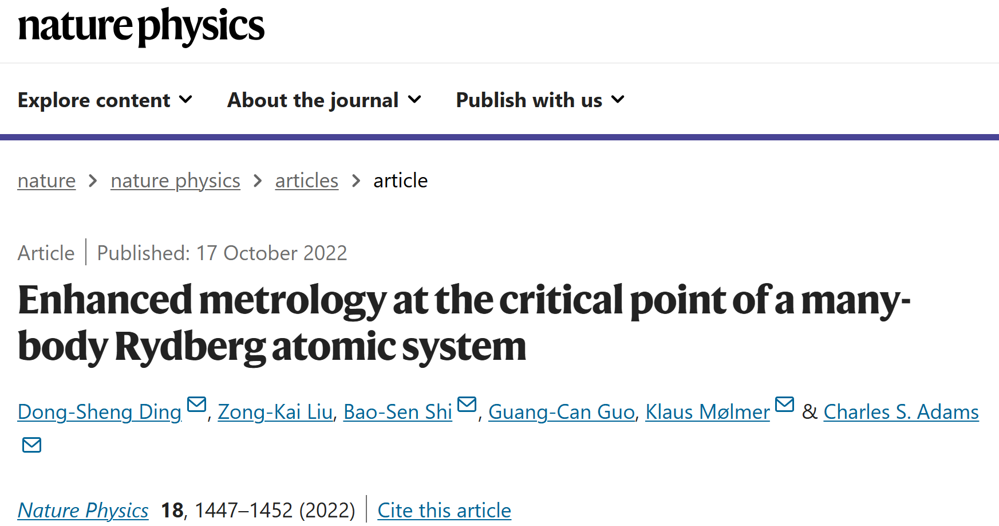 nature physics
Explore content About the journal Publish with us
nature > nature physics > articles > article
Article | Published: 17 October 2022
Enhanced metrology at the critical point of a many-
body Rydberg atomic system
Dong-Sheng Ding, Zong-Kai Liu, Bao-Sen Shi, Guang-Can Guo, Klaus Mølmer & Charles S. Adams
Nature Physics 18, 1447–1452 (2022) | Cite this article